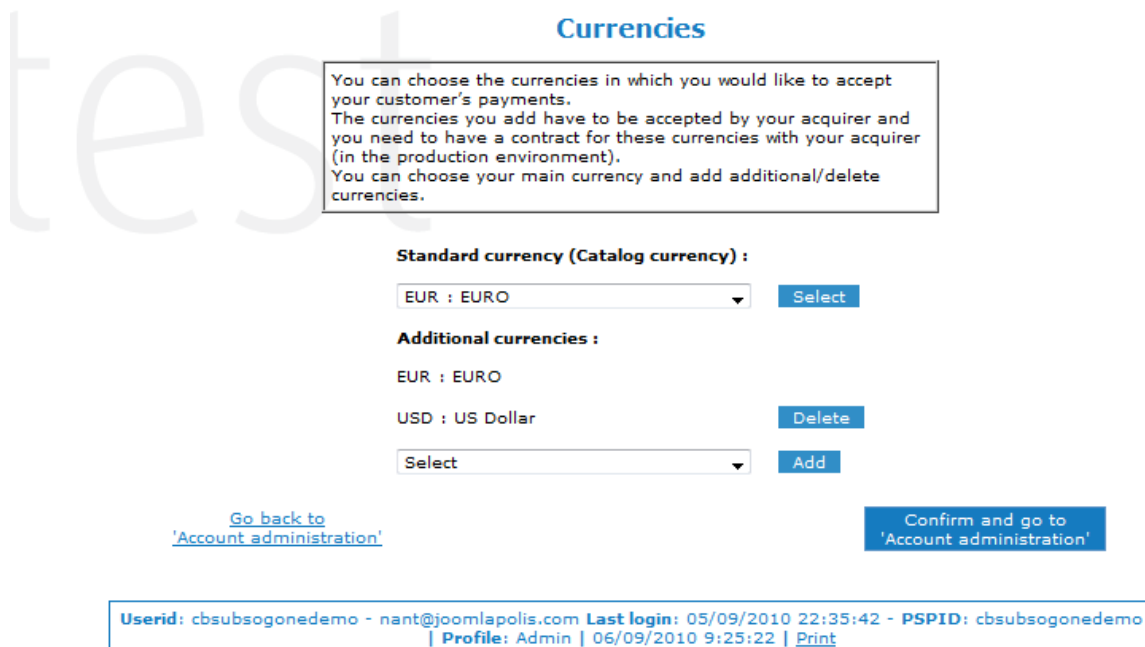 test
Currencies
You can choose the currencies in which you would like to accept
your customer's payments.
The currencies you add have to be accepted by your acquirer and
you need to have a contract for these currencies with your acquirer
(in the production environment).
You can choose your main currency and add additional/delete
currencies.
Standard currency (Catalog currency) :
EUR : EURO Select
Additional currencies :
EUR : EURO
USD : US Dollar Delete
Select Add
Go back to
'Account administration'
Confirm and go to
'Account administration'
Userid: cbsubsogonedemo - nant@joomlapolis.com Last login: 05/09/2010 22:35:42 - PSPID: cbsubsogonedemo
| Profile: Admin | 06/09/2010 9:25:22 | Print